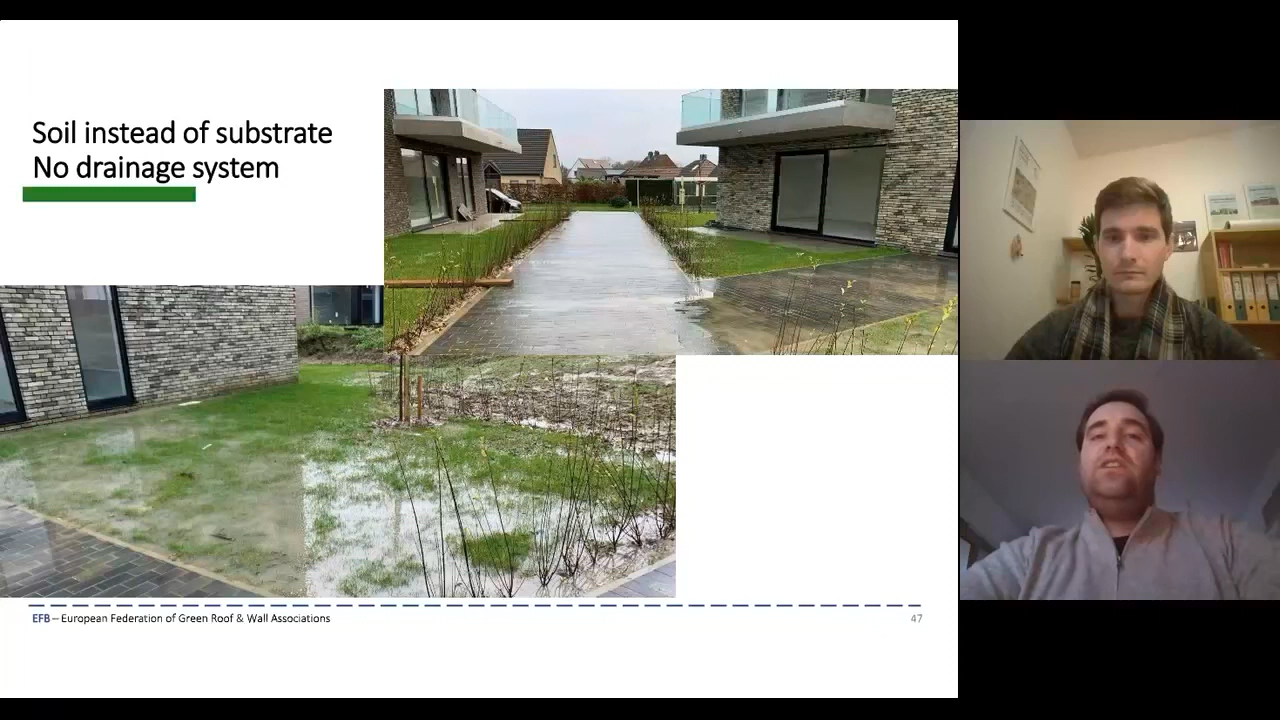 Soil instead of substrate
No drainage system
EFB – European Federation of Green Roof & Wall Associations
47